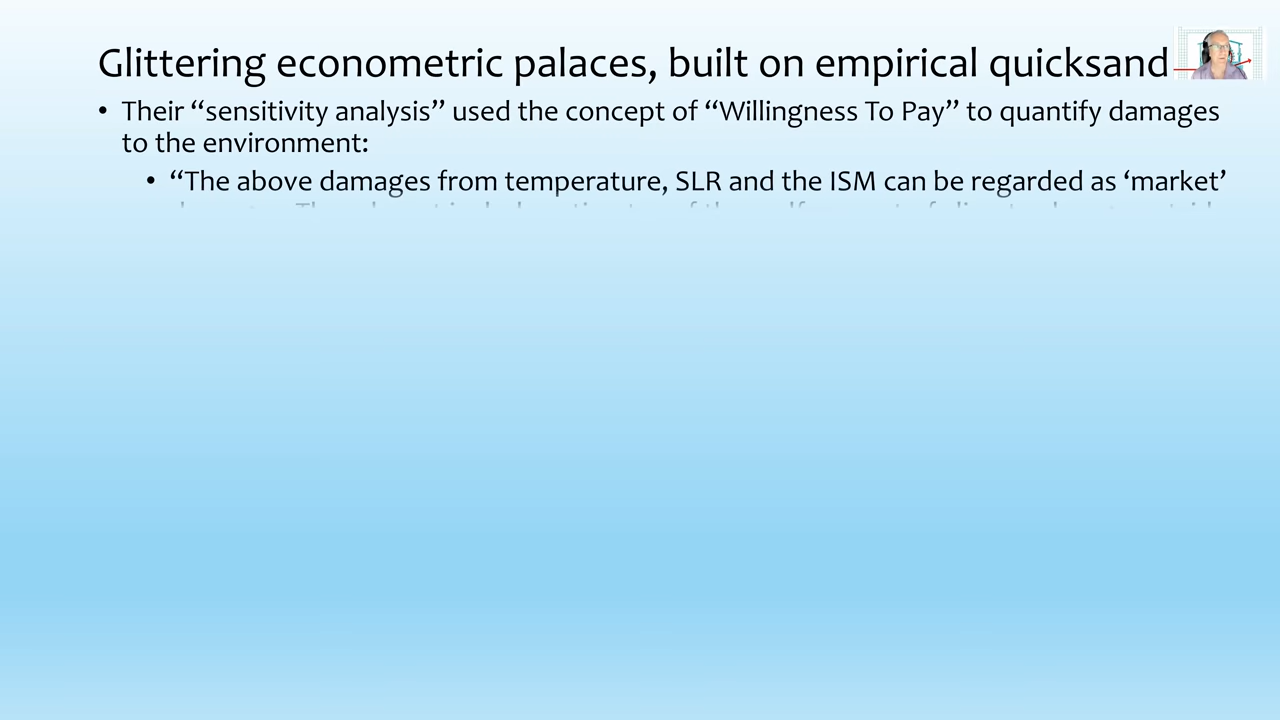 Glittering econometric palaces, built on empirical quicksand
• Their “sensitivity analysis” used the concept of “Willingness To Pay” to quantify damages
to the environment:
• “The above damages from temperature, SLR and the ISM can be regarded as ‘market’